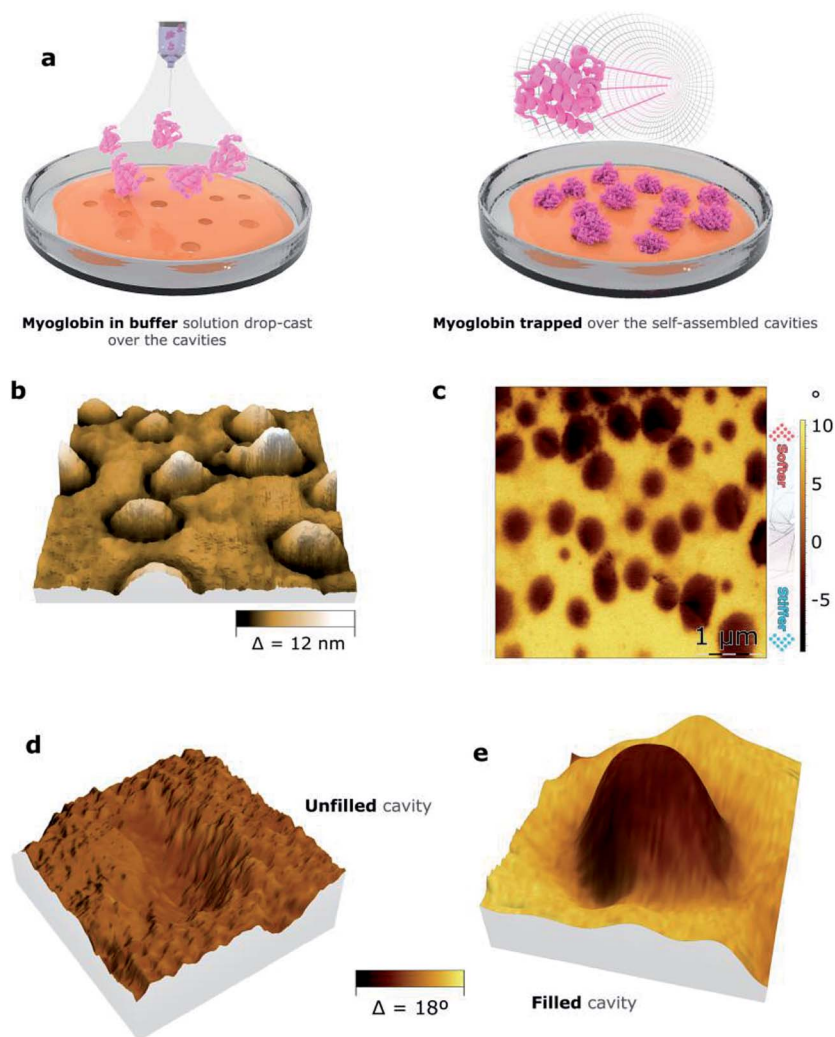 a
Myoglobin in buffer solution drop-cast
over the cavities
Myoglobin trapped over the self-assembled cavities
b
Δ = 12 nm
c
1 μm
°
10
5
0
-5
Softer
Stiffer
d
Unfilled cavity
e
Δ = 18º
Filled cavity